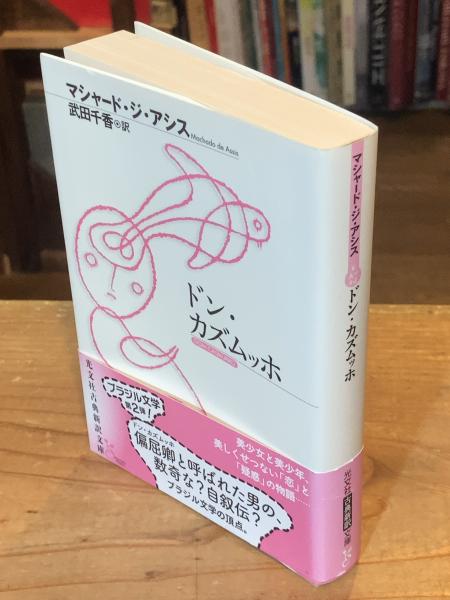 マシャード・ジ・アシス
Machado de Assis
武田千香◉訳
ドン・
カズムッホ
光文社古典新訳文庫
ブラジル文学
第2弾!
ドン・カズムッホ
偏屈卿と呼ばれた男の
数奇な?自叙伝?
ブラジル文学の頂点。
美少女と美少年、
美しくせつない「恋」と
「疑惑」の物語……
マシャード・ジ・アシス
ドン・カズムッホ
光文社古典新訳文庫